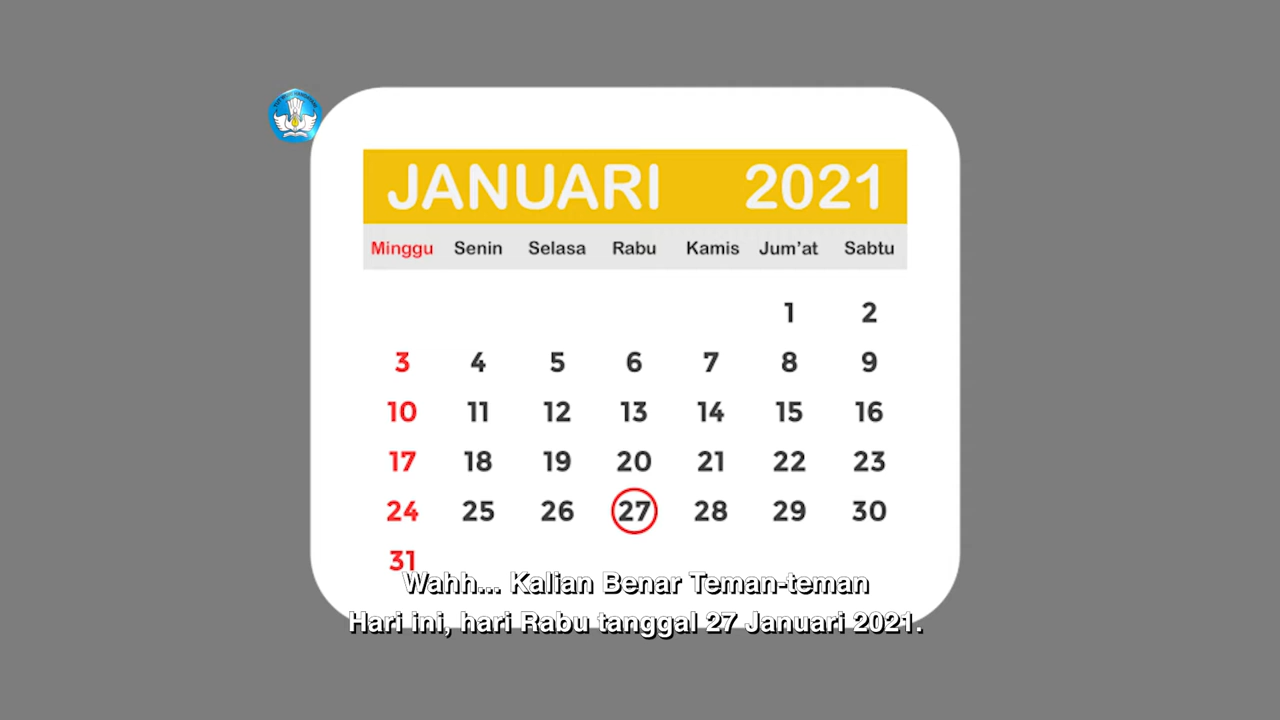 JANUARI 2021
Minggu Senin Selasa Rabu Kamis Jum'at Sabtu
1 2
3 4 5 6 7 8 9
10 11 12 13 14 15 16
17 18 19 20 21 22 23
24 25 26 27 28 29 30
31
Wahh... Kalian Benar Teman-teman
Hari ini, hari Rabu tanggal 27 Januari 2021.